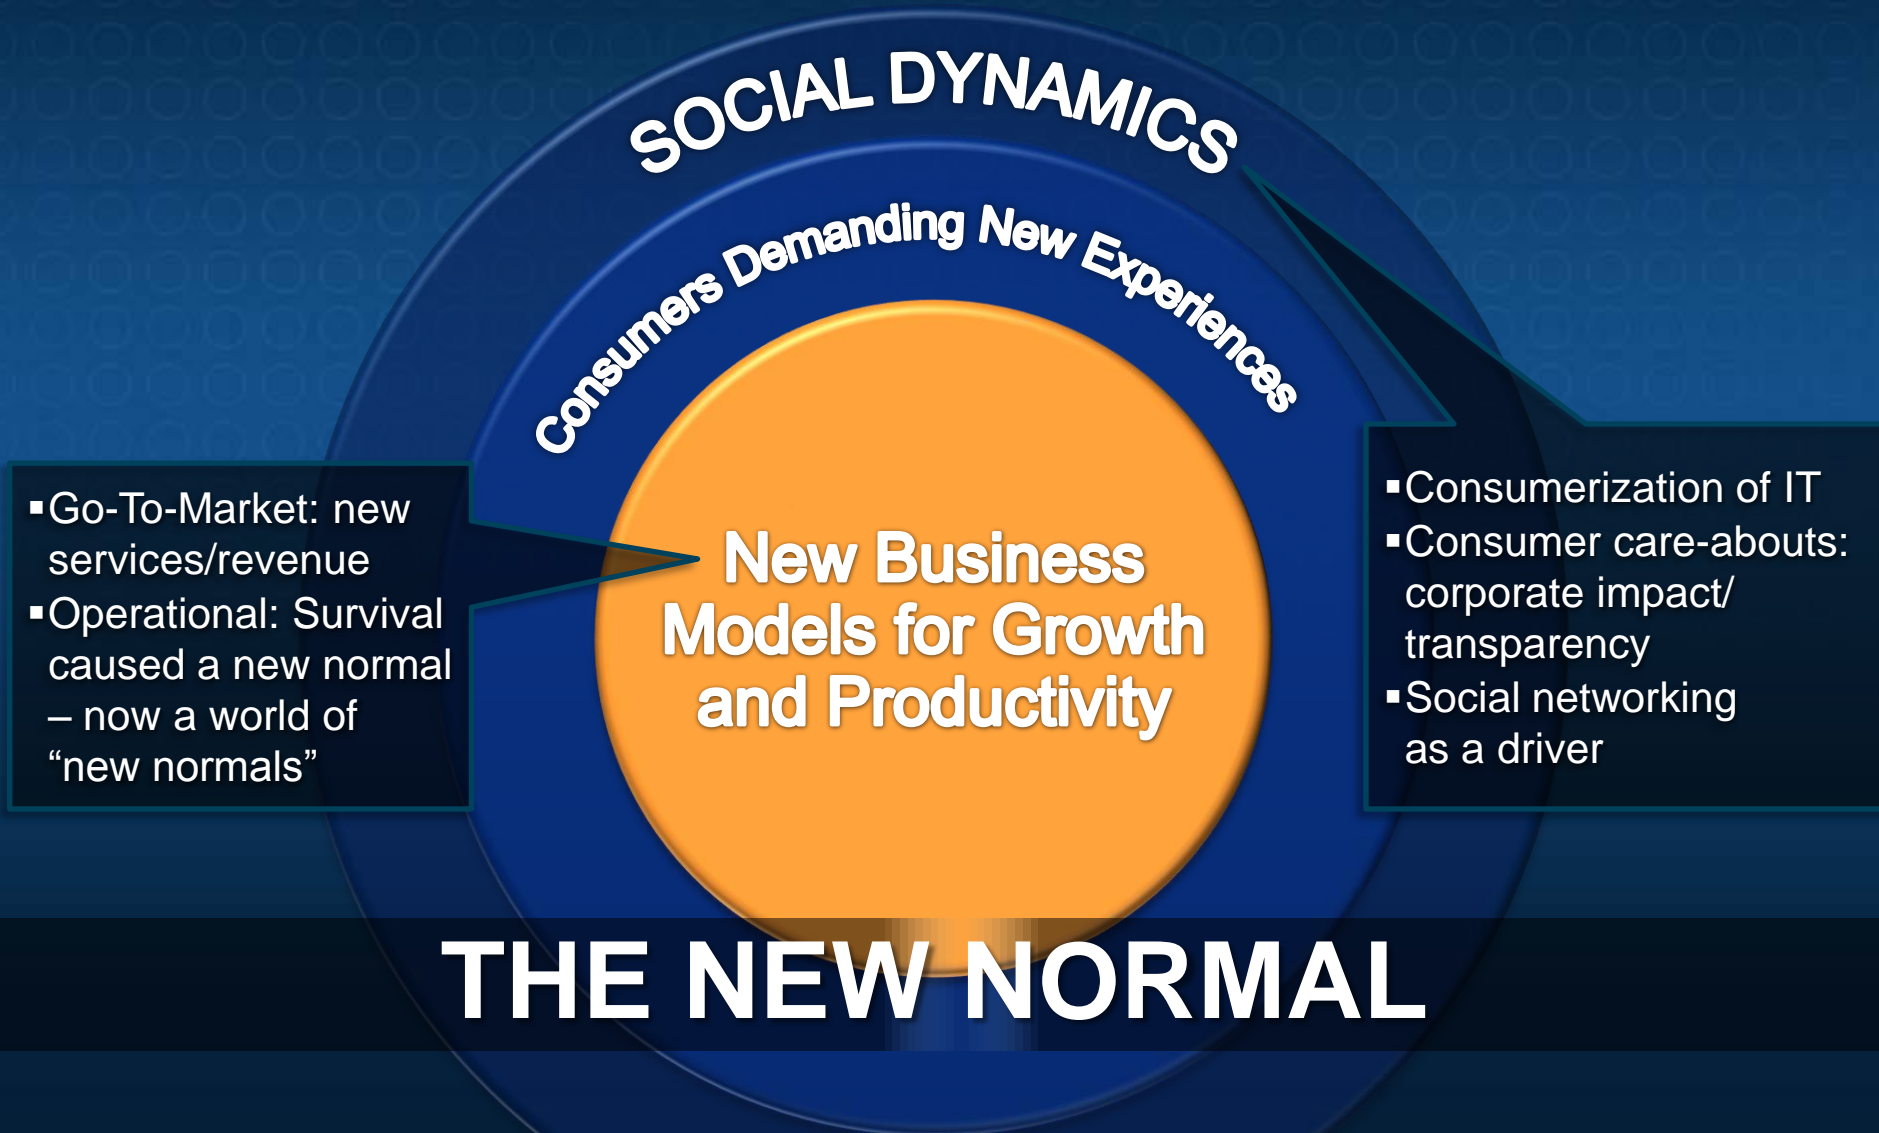 SOCIAL DYNAMICS
Consumers Demanding New Experiences
▪Go-To-Market: new
services/revenue
▪Operational: Survival
caused a new normal
– now a world of
“new normals”
New Business
Models for Growth
and Productivity
▪Consumerization of IT
▪Consumer care-abouts:
corporate impact/
transparency
▪Social networking
as a driver
THE NEW NORMAL